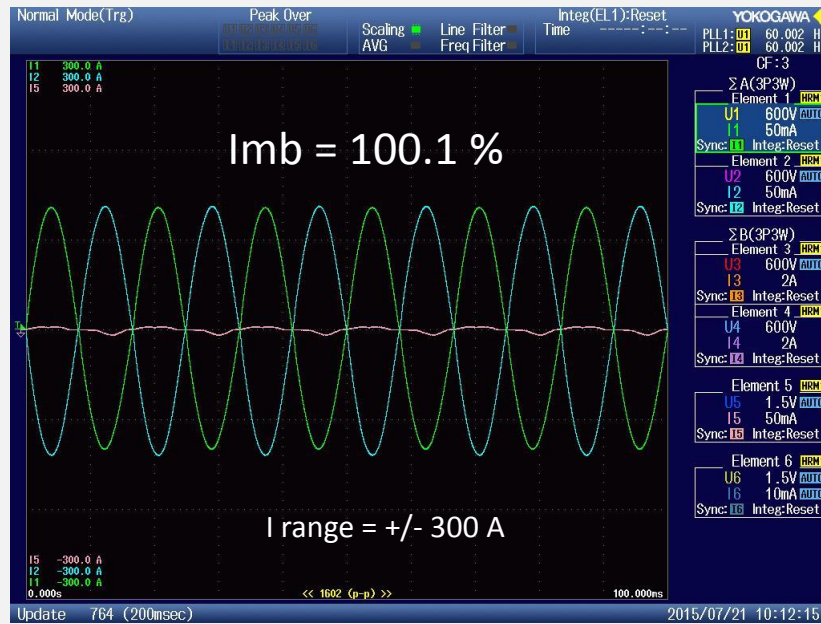 Normal Mode(Trg)
Peak Over
Scaling
AVG
Line Filter
Freq Filter
Integ(EL1):Reset
Time -----:--:--
YOKOGAWA
PLL1:U1 60.002 H
PLL2:U1 60.002 H
CF:3
I1 300.0 A
I2 300.0 A
I5 300.0 A
Imb = 100.1 %
I range = +/- 300 A
I5 -300.0 A
I2 -300.0 A
I1 -300.0 A
0.000s
<< 1602 (p-p) >>
100.000ms
ΣA(3P3W)
Element 1 HRM1
U1 600V AUTO
I1 50mA
Sync: I1 Integ:Reset
Element 2 HRM1
U2 600V AUTO
I2 50mA
Sync: I2 Integ:Reset
ΣB(3P3W)
Element 3 HRM1
U3 600V AUTO
I3 2A
Sync: I3 Integ:Reset
Element 4 HRM1
U4 600V
I4 2A
Sync: I4 Integ:Reset
Element 5 HRM1
U5 1.5V AUTO
I5 50mA
Sync: I5 Integ:Reset
Element 6 HRM1
U6 1.5V AUTO
I6 10mA AUTO
Sync: I6 Integ:Reset
Update 764 (200msec)
2015/07/21 10:12:15